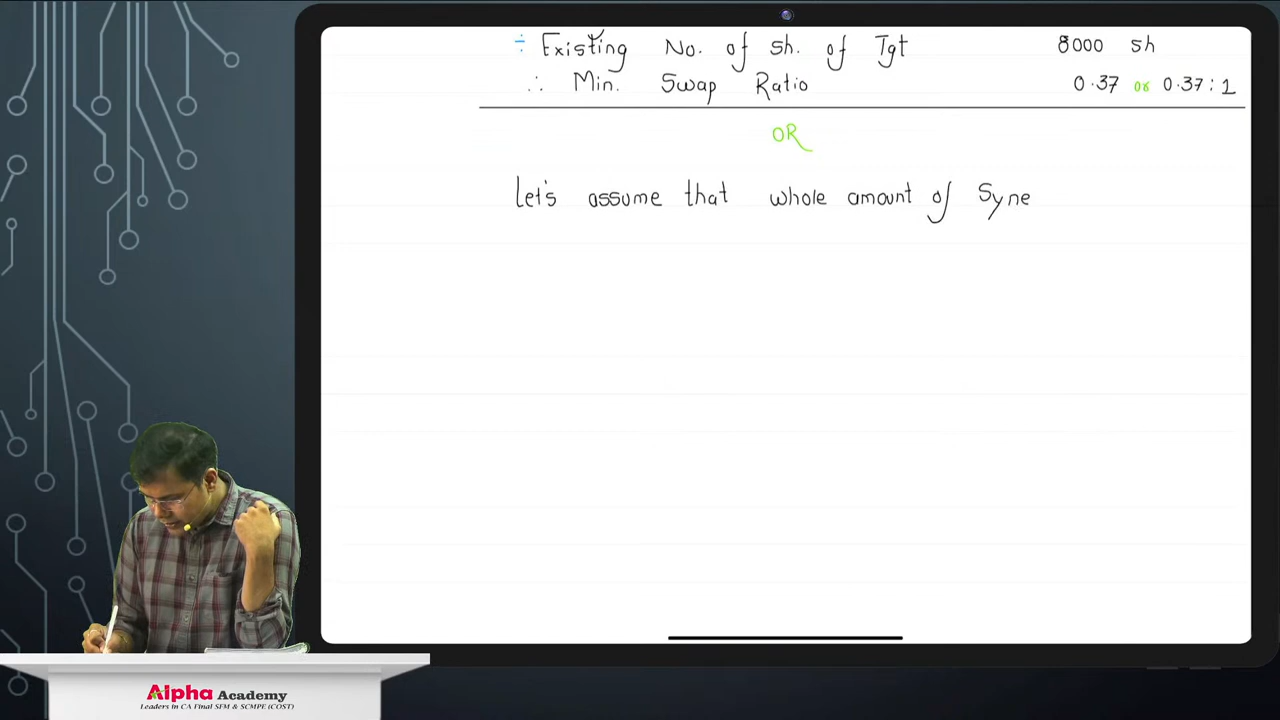 ÷ Existing No. of sh. of Tgt 8000 sh
∴ Min. Swap Ratio 0.37 or 0.37 : 1
OR
Let's assume that whole amount of Syne
Alpha Academy
Leaders in CA Final SFM & SCMPE (COST)